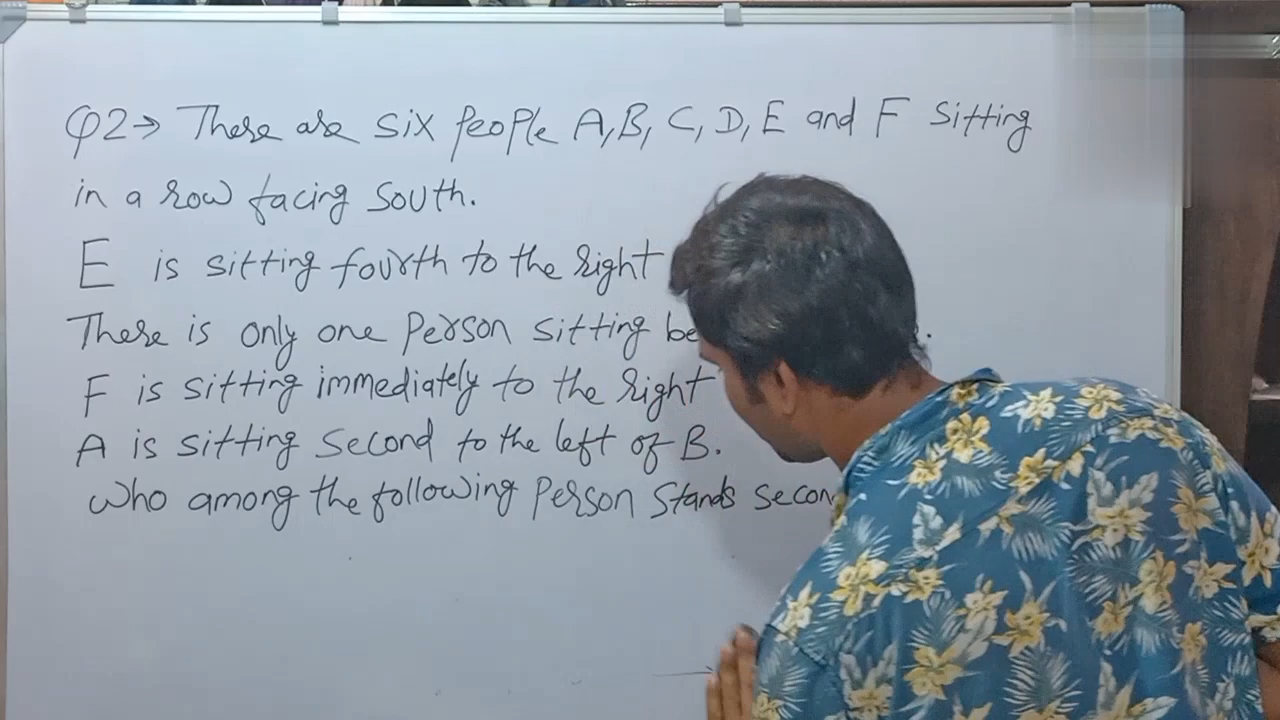 Q2→ There are six people A, B, C, D, E and F Sitting
in a row facing South.
E is sitting fourth to the right
There is only one Person sitting be
F is sitting immediately to the right
A is sitting Second to the left of B.
Who among the following Person Stands Secon